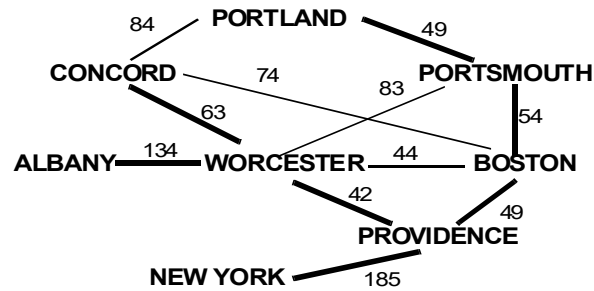 84 PORTLAND 49
CONCORD 74 83 PORTSMOUTH
63 54
ALBANY 134 WORCESTER 44 BOSTON
42 49
PROVIDENCE
NEW YORK 185